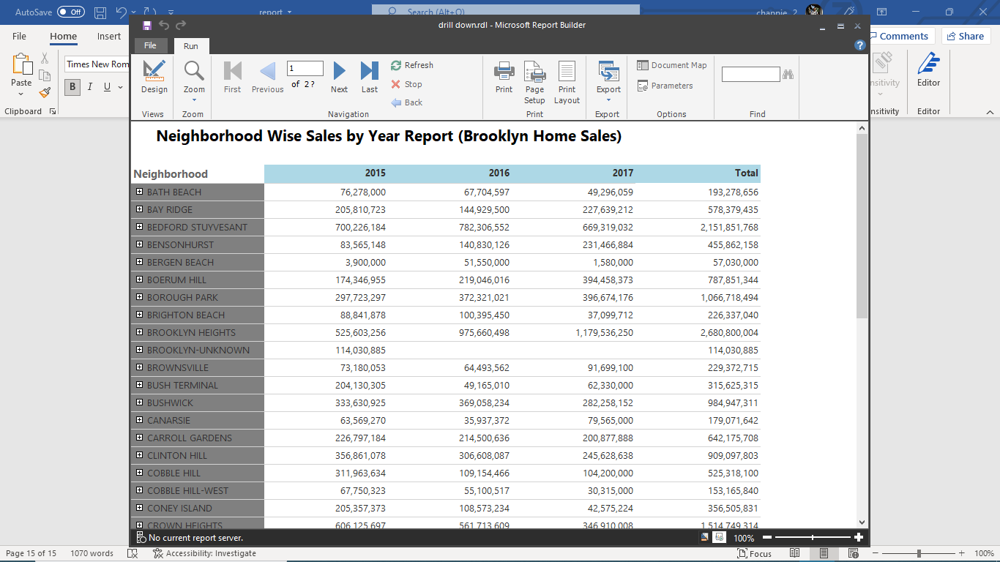 AutoSave Off report Search (Alt+Q) channie 2
drill down.rdl - Microsoft Report Builder
File Home Insert Comments Share
File Run
Times New Rom
Paste B I U
Design Zoom First Previous 1 of 2 ? Next Last Refresh Stop Back Print Page Setup Print Layout Export Document Map Parameters
nsitivity Editor
Clipboard Views Zoom Navigation Print Export Options Find nsitivity Editor
Neighborhood Wise Sales by Year Report (Brooklyn Home Sales)
Neighborhood 2015 2016 2017 Total
BATH BEACH 76,278,000 67,704,597 49,296,059 193,278,656
BAY RIDGE 205,810,723 144,929,500 227,639,212 578,379,435
BEDFORD STUYVESANT 700,226,184 782,306,552 669,319,032 2,151,851,768
BENSONHURST 83,565,148 140,830,126 231,466,884 455,862,158
BERGEN BEACH 3,900,000 51,550,000 1,580,000 57,030,000
BOERUM HILL 174,346,955 219,046,016 394,458,373 787,851,344
BOROUGH PARK 297,723,297 372,321,021 396,674,176 1,066,718,494
BRIGHTON BEACH 88,841,878 100,395,450 37,099,712 226,337,040
BROOKLYN HEIGHTS 525,603,256 975,660,498 1,179,536,250 2,680,800,004
BROOKLYN-UNKNOWN 114,030,885 114,030,885
BROWNSVILLE 73,180,053 64,493,562 91,699,100 229,372,715
BUSH TERMINAL 204,130,305 49,165,010 62,330,000 315,625,315
BUSHWICK 333,630,925 369,058,234 282,258,152 984,947,311
CANARSIE 63,569,270 35,937,372 79,565,000 179,071,642
CARROLL GARDENS 226,797,184 214,500,636 200,877,888 642,175,708
CLINTON HILL 356,861,078 306,608,087 245,628,638 909,097,803
COBBLE HILL 311,963,634 109,154,466 104,200,000 525,318,100
COBBLE HILL-WEST 67,750,323 55,100,517 30,315,000 153,165,840
CONEY ISLAND 205,357,373 108,573,234 42,575,224 356,505,831
CROWN HEIGHTS 606,125,697 561,713,609 346,910,008 1,514,749,314
No current report server. 100%
Page 15 of 15 1070 words Accessibility: Investigate Focus 100%